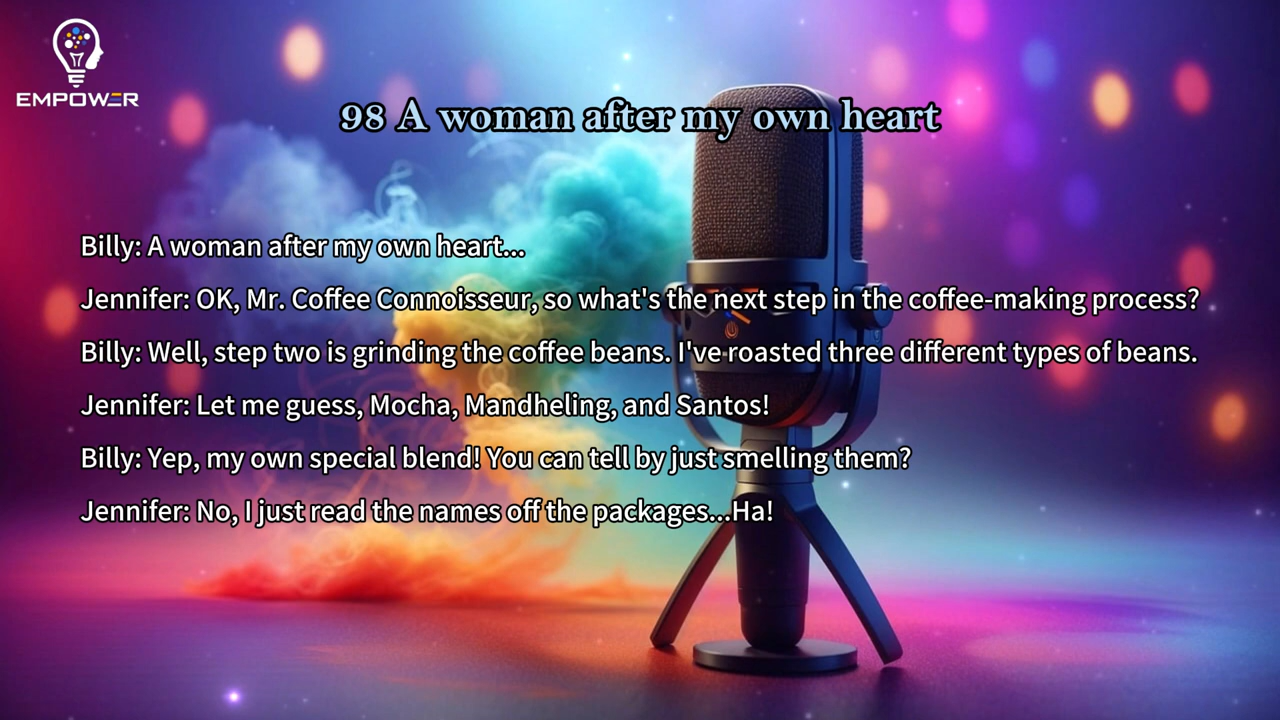 EMPOWER
98 A woman after my own heart
Billy: A woman after my own heart...
Jennifer: OK, Mr. Coffee Connoisseur, so what's the next step in the coffee-making process?
Billy: Well, step two is grinding the coffee beans. I've roasted three different types of beans.
Jennifer: Let me guess, Mocha, Mandheling, and Santos!
Billy: Yep, my own special blend! You can tell by just smelling them?
Jennifer: No, I just read the names off the packages...Ha!